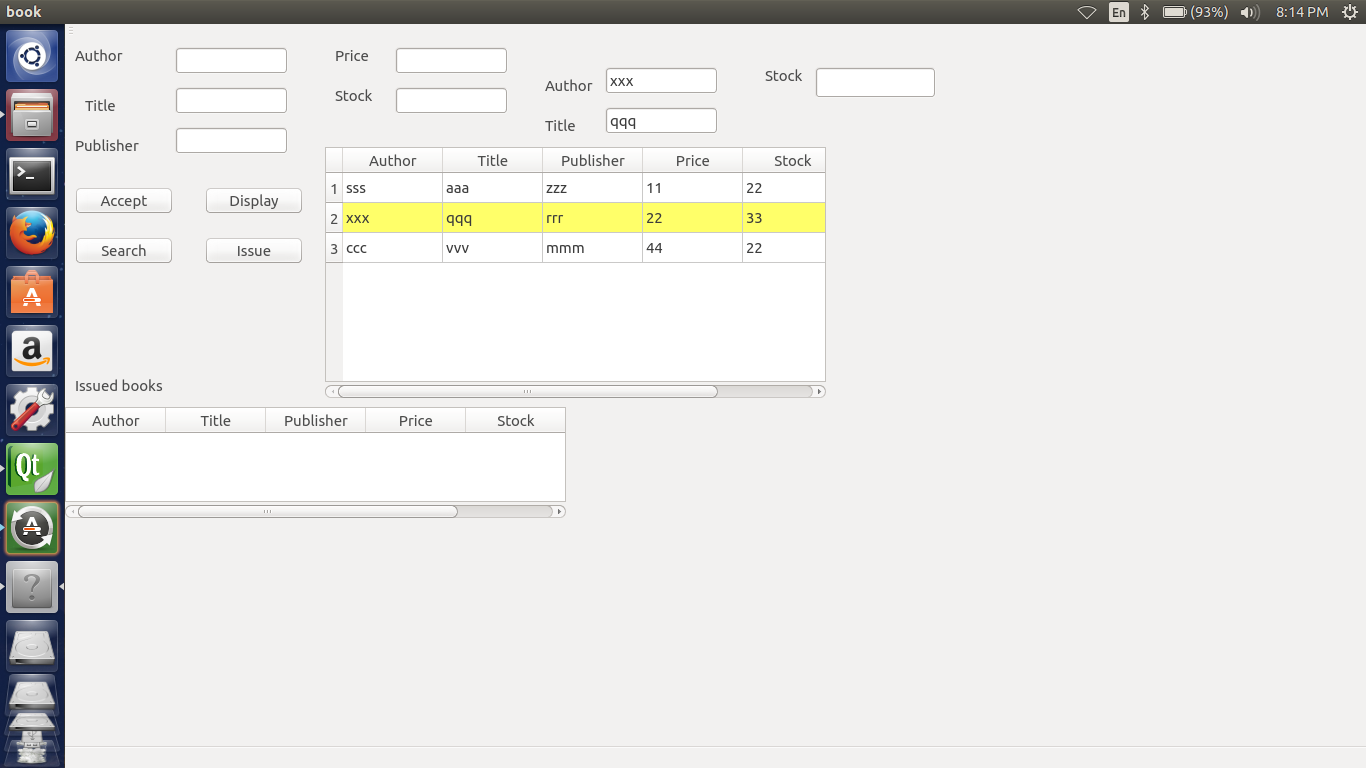 book
En (93%) 8:14 PM
Author Price
Author xxx Stock
Title Stock
Title qqq
Publisher
Author Title Publisher Price Stock
1 sss aaa zzz 11 22
Accept Display
2 xxx qqq rrr 22 33
Search Issue
3 ccc vvv mmm 44 22
Issued books
Author Title Publisher Price Stock
>_
A
a
Qt
A
?